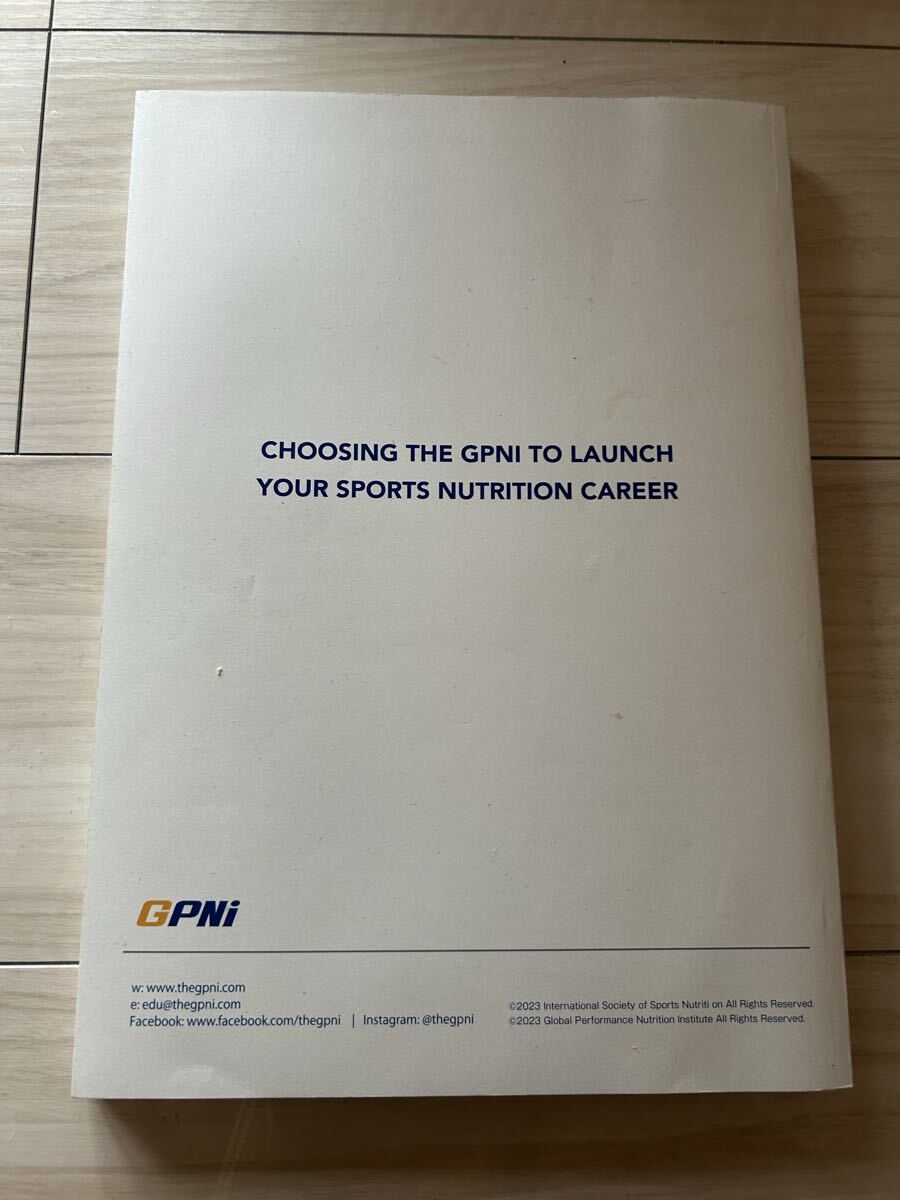 CHOOSING THE GPNI TO LAUNCH
YOUR SPORTS NUTRITION CAREER
GPNi
w: www.thegpni.com
e: edu@thegpni.com
Facebook: www.facebook.com/thegpni | Instagram: @thegpni
©2023 International Society of Sports Nutriti on All Rights Reserved.
©2023 Global Performance Nutrition Institute All Rights Reserved.